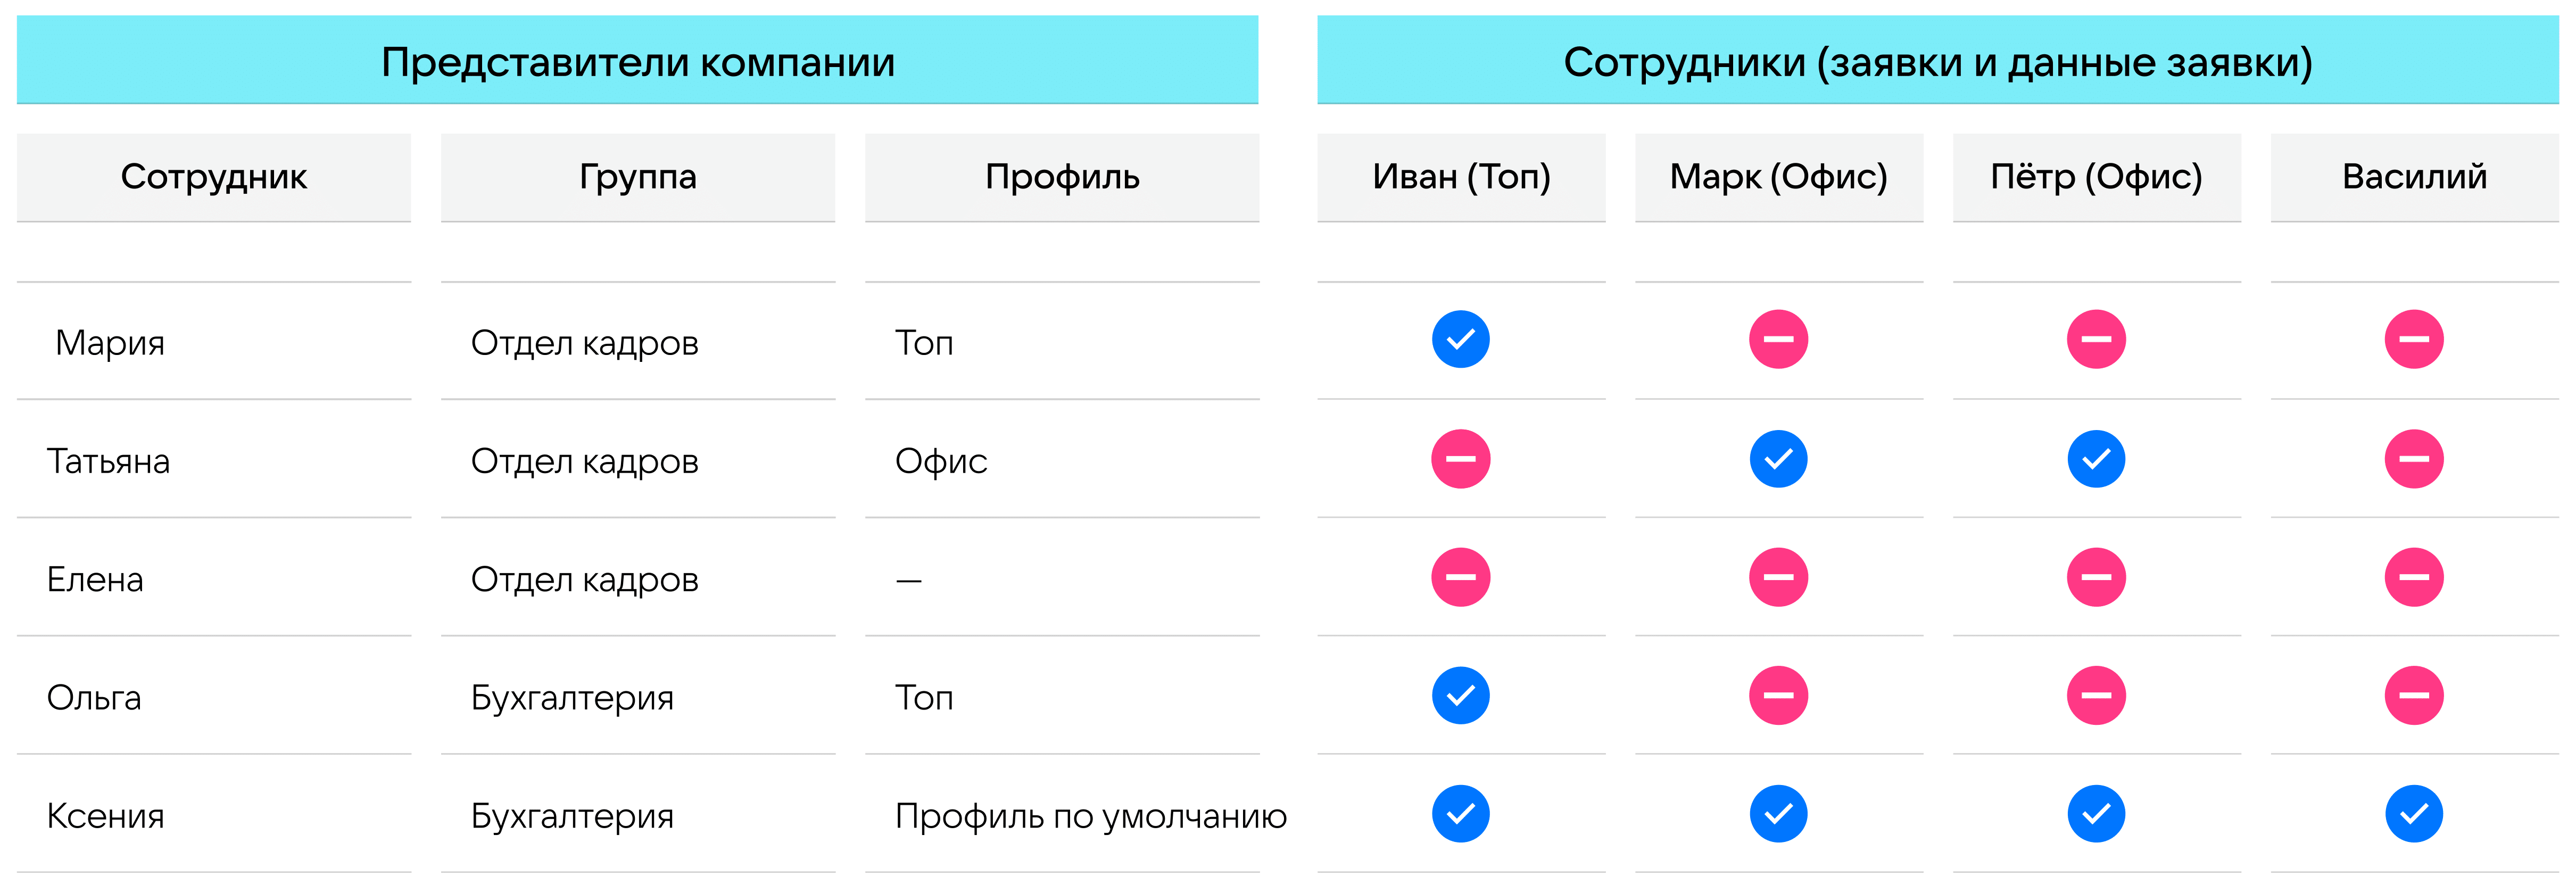 Представители компании
Сотрудники (заявки и данные заявки)
Сотрудник Группа Профиль Иван (Топ) Марк (Офис) Пётр (Офис) Василий
Мария Отдел кадров Топ
Татьяна Отдел кадров Офис
Елена Отдел кадров —
Ольга Бухгалтерия Топ
Ксения Бухгалтерия Профиль по умолчанию